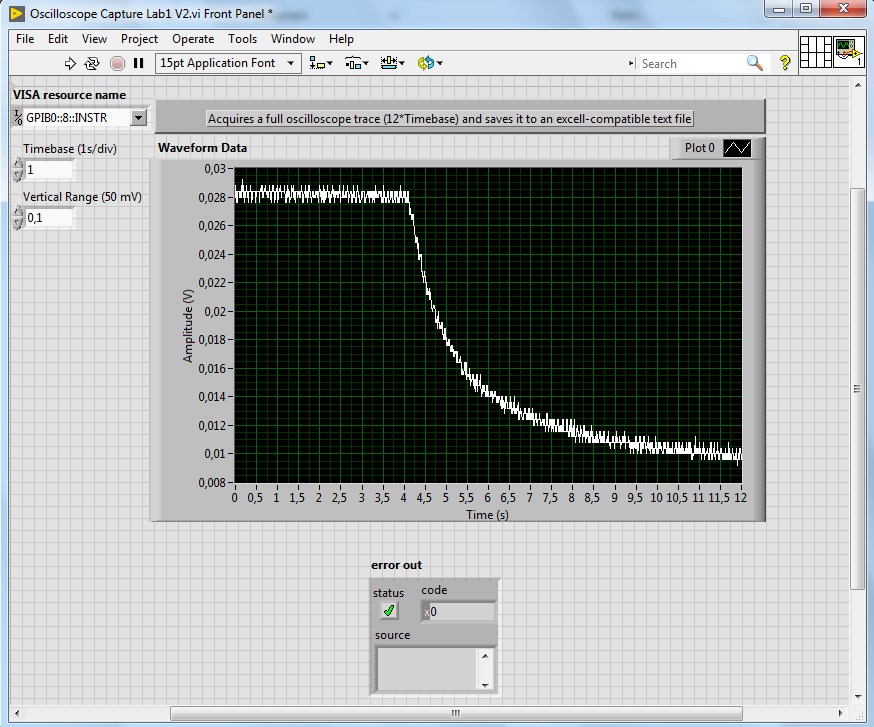 Oscilloscope Capture Lab1 V2.vi Front Panel *
File Edit View Project Operate Tools Window Help
15pt Application Font
Search
?
1
VISA resource name
GPIB0::8::INSTR
Acquires a full oscilloscope trace (12*Timebase) and saves it to an excell-compatible text file
Timebase (1s/div)
1
Vertical Range (50 mV)
0,1
Waveform Data
Plot 0
Amplitude (V)
0,03
0,028
0,026
0,024
0,022
0,02
0,018
0,016
0,014
0,012
0,01
0,008
0 0,5 1 1,5 2 2,5 3 3,5 4 4,5 5 5,5 6 6,5 7 7,5 8 8,5 9 9,5 10 10,5 11 11,5 12
Time (s)
error out
status code
x0
source